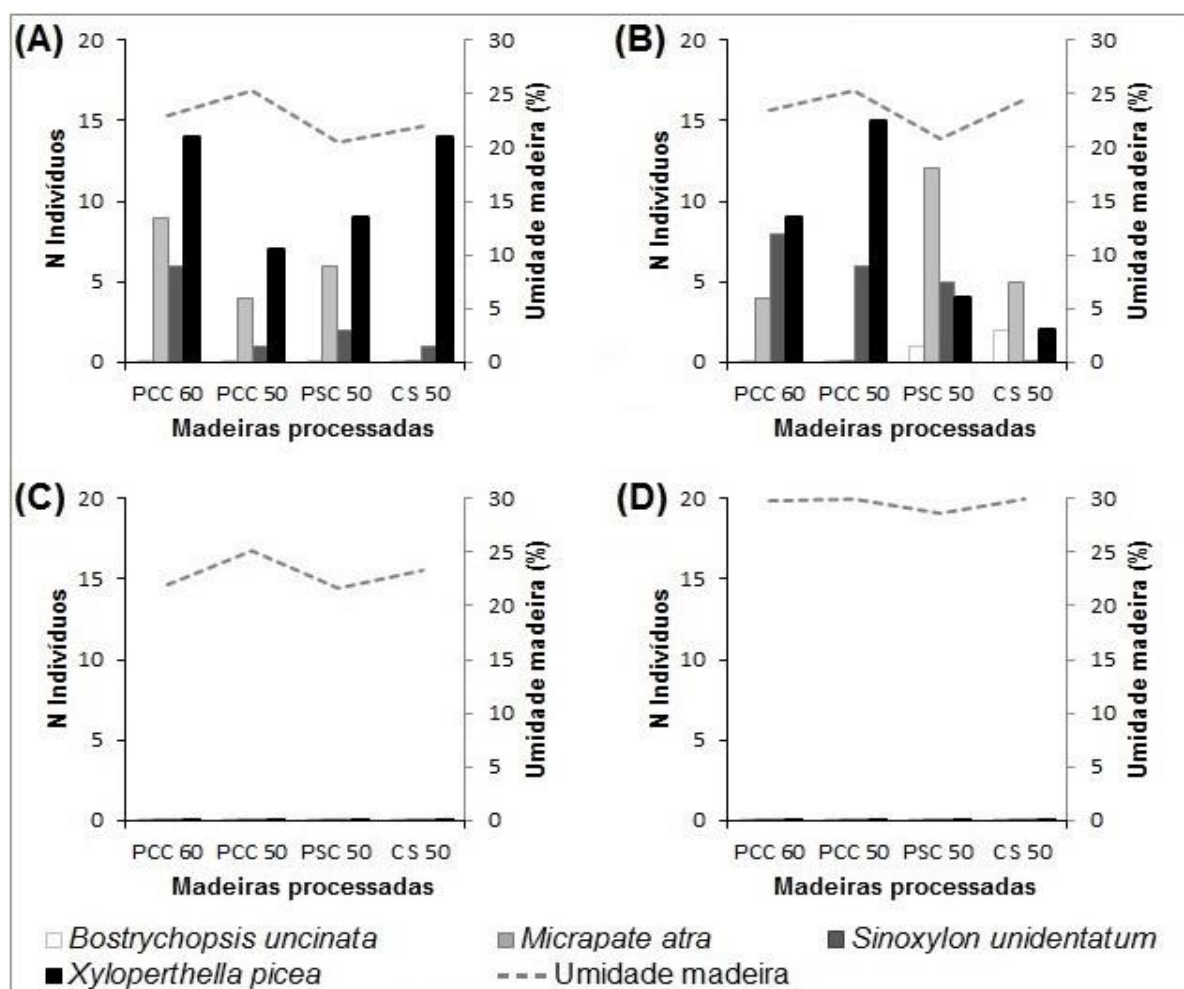 (A)
20
15
10
5
0
N Indivíduos
30
25
20
15
10
5
0
Umidade madeira (%)
PCC 60 PCC 50 PSC 50 CS 50
Madeiras processadas
(B)
20
15
10
5
0
N Indivíduos
30
25
20
15
10
5
0
Umidade madeira (%)
PCC 60 PCC 50 PSC 50 CS 50
Madeiras processadas
(C)
20
15
10
5
0
N Indivíduos
30
25
20
15
10
5
0
Umidade madeira (%)
PCC 60 PCC 50 PSC 50 CS 50
Madeiras processadas
(D)
20
15
10
5
0
N Indivíduos
30
25
20
15
10
5
0
Umidade madeira (%)
PCC 60 PCC 50 PSC 50 CS 50
Madeiras processadas
Bostrychopsis uncinata Micrapate atra Sinoxylon unidentatum
Xyloperthella picea Umidade madeira